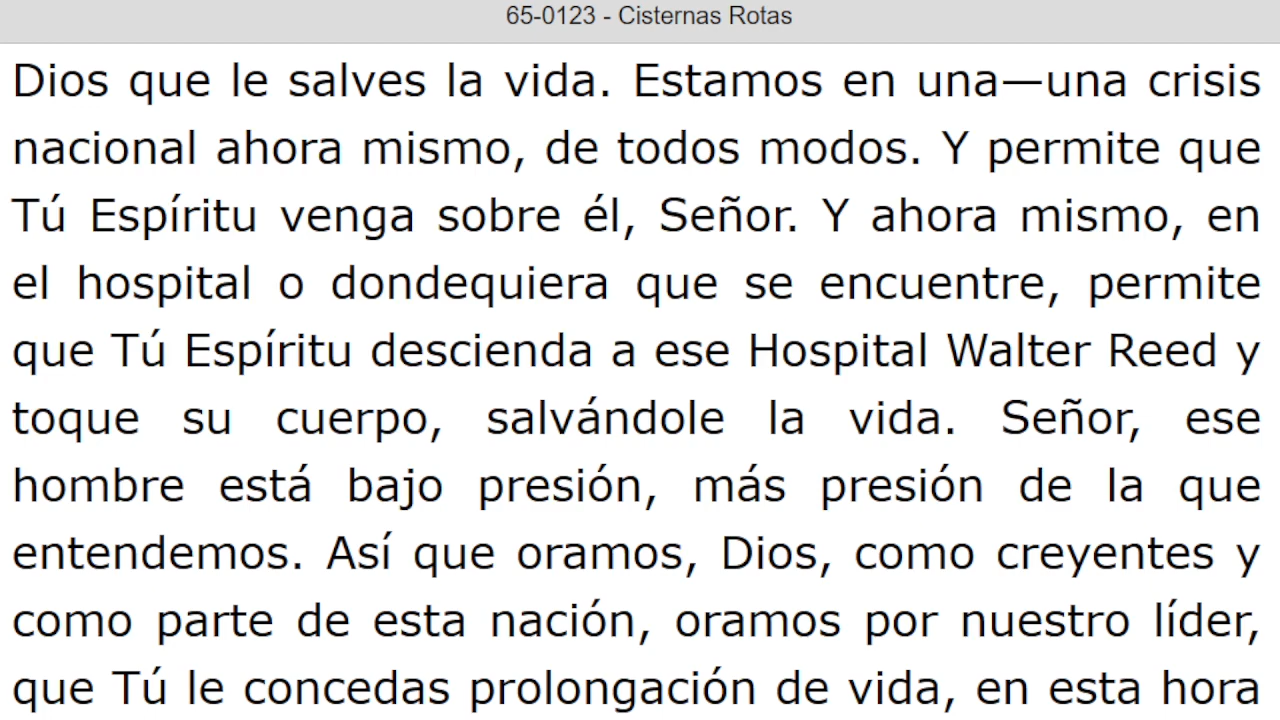 65-0123 - Cisternas Rotas
Dios que le salves la vida. Estamos en una—una crisis
nacional ahora mismo, de todos modos. Y permite que
Tú Espíritu venga sobre él, Señor. Y ahora mismo, en
el hospital o dondequiera que se encuentre, permite
que Tú Espíritu descienda a ese Hospital Walter Reed y
toque su cuerpo, salvándole la vida. Señor, ese
hombre está bajo presión, más presión de la que
entendemos. Así que oramos, Dios, como creyentes y
como parte de esta nación, oramos por nuestro líder,
que Tú le concedas prolongación de vida, en esta hora